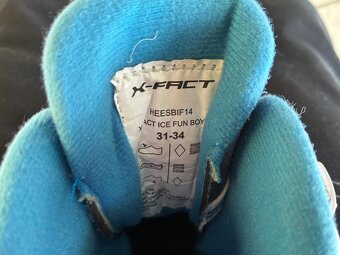 X-FACT
HEESBIF14
ACT ICE FUN BOY
31-34